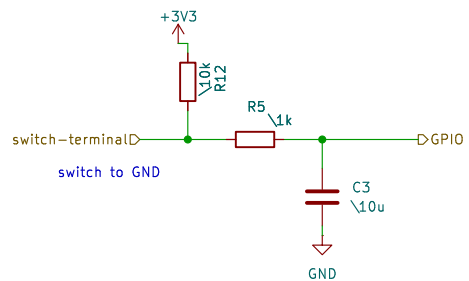 +3V3
\10k
R12
R5
\1k
switch-terminal
GPIO
switch to GND
C3
\10u
GND